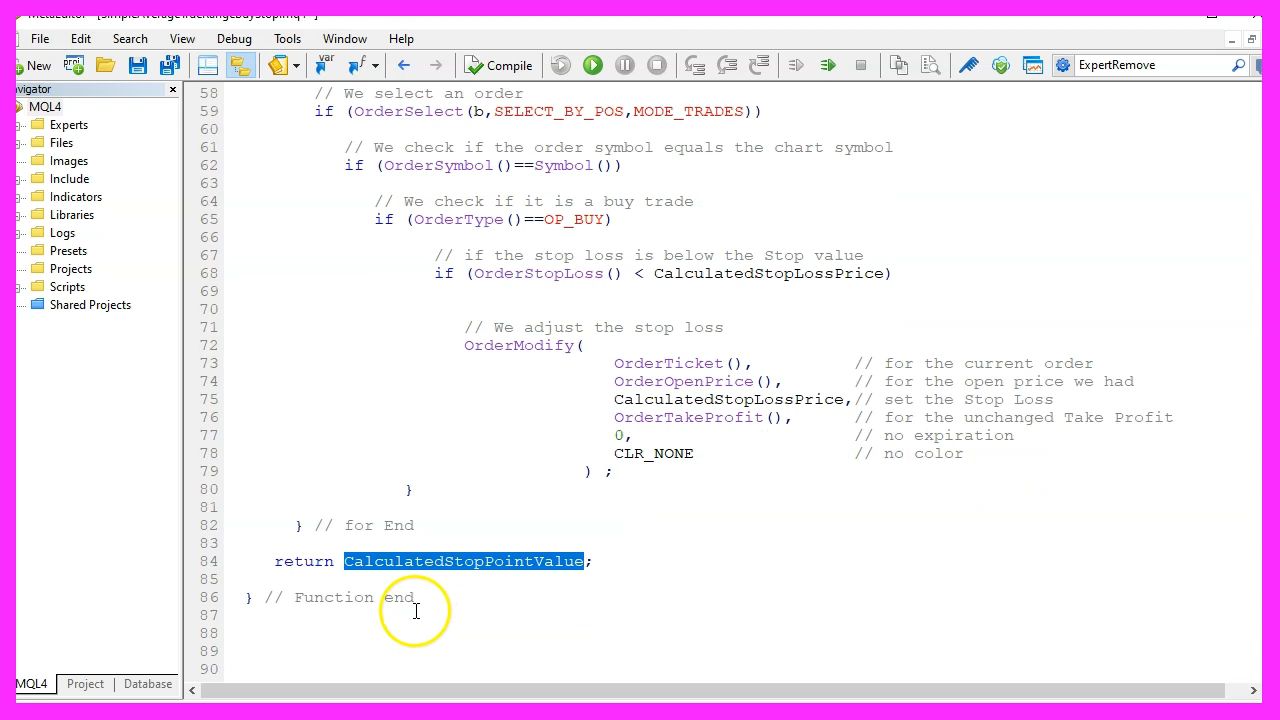 MetaEditor - [SimpleAverageTrueRangeBuyStop.mq4 *]
File Edit Search View Debug Tools Window Help
New Compile ExpertRemove
avigator
MQL4
Experts
Files
Images
Include
Indicators
Libraries
Logs
Presets
Projects
Scripts
Shared Projects
MQL4 Project Database
58 // We select an order
59 if (OrderSelect(b,SELECT_BY_POS,MODE_TRADES))
60
61 // We check if the order symbol equals the chart symbol
62 if (OrderSymbol()==Symbol())
63
64 // We check if it is a buy trade
65 if (OrderType()==OP_BUY)
66
67 // if the stop loss is below the Stop value
68 if (OrderStopLoss() < CalculatedStopLossPrice)
69
70
71 // We adjust the stop loss
72 OrderModify(
73 OrderTicket(), // for the current order
74 OrderOpenPrice(), // for the open price we had
75 CalculatedStopLossPrice,// set the Stop Loss
76 OrderTakeProfit(), // for the unchanged Take Profit
77 0, // no expiration
78 CLR_NONE // no color
79 ) ;
80 }
81
82 } // for End
83
84 return CalculatedStopPointValue;
85
86 } // Function end
87
88
89
90